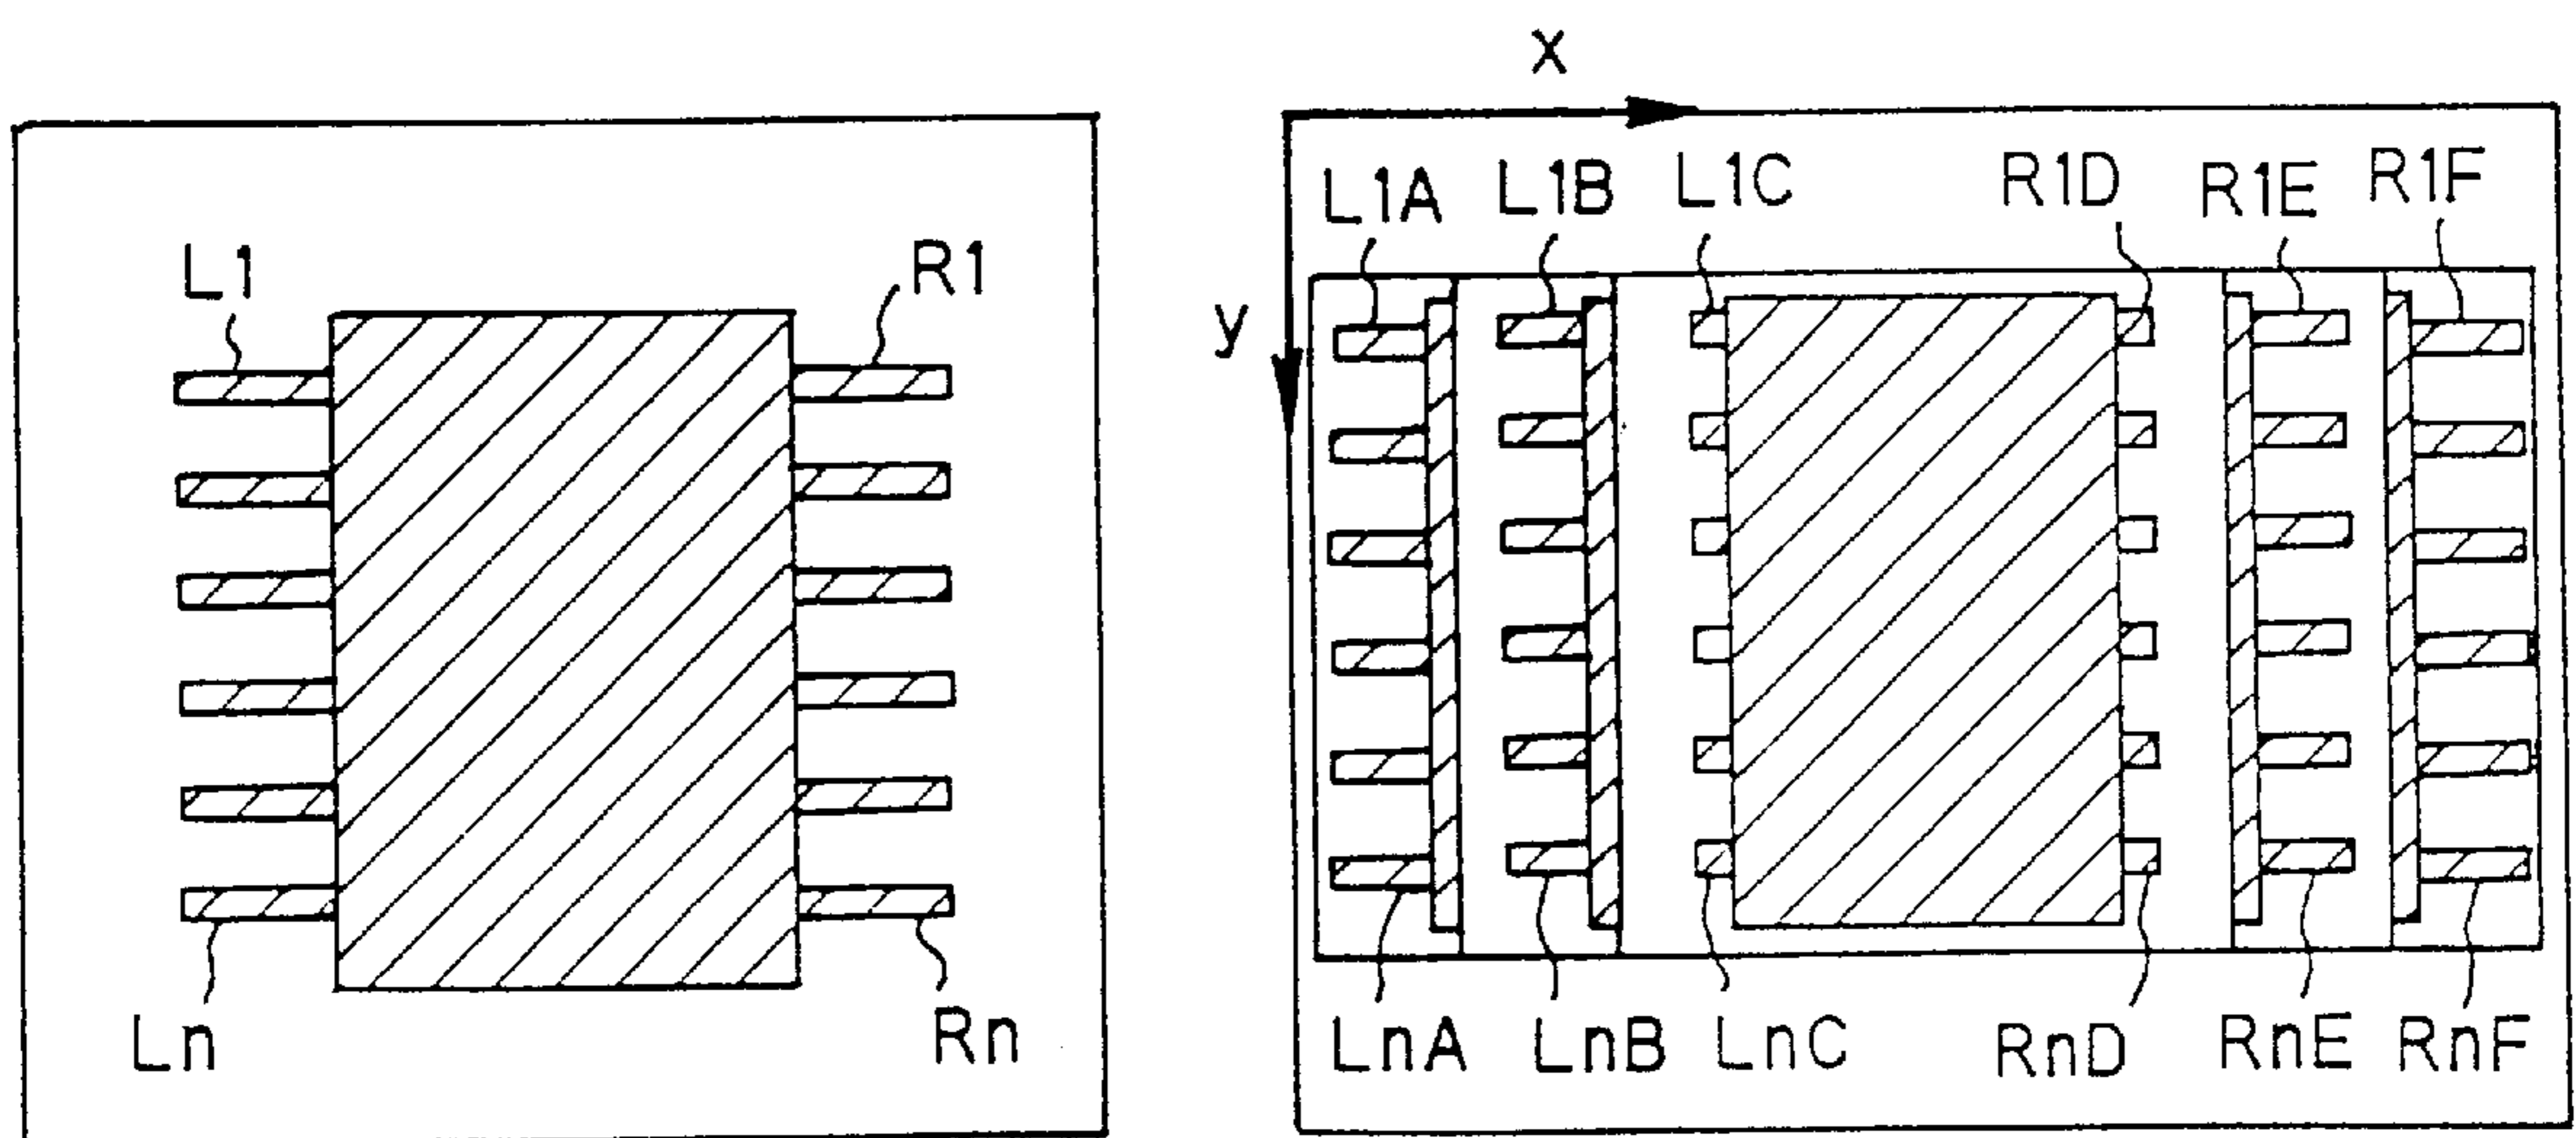 L1
R1
Ln
Rn
x
y
L1A
L1B
L1C
R1D
R1E
R1F
LnA
LnB
LnC
RnD
RnE
RnF